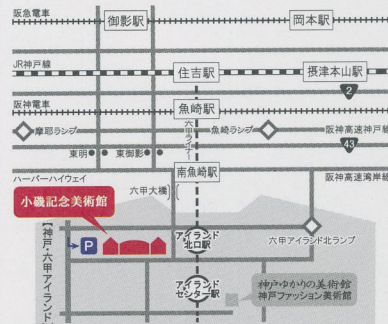 阪急電車
御影駅
岡本駅
JR神戸線
住吉駅
摂津本山駅
2
阪神電車
魚崎駅
六甲ライナー
摩耶ランプ
魚崎ランプ
阪神高速神戸線
43
東明
東御影
南魚崎駅
ハーバーハイウェイ
阪神高速湾岸線
六甲大橋
小磯記念美術館
【神戸・六甲アイランド】
P
アイランド
北口駅
六甲アイランド北ランプ
アイランド
センター駅
神戸ゆかりの美術館
神戸ファッション美術館